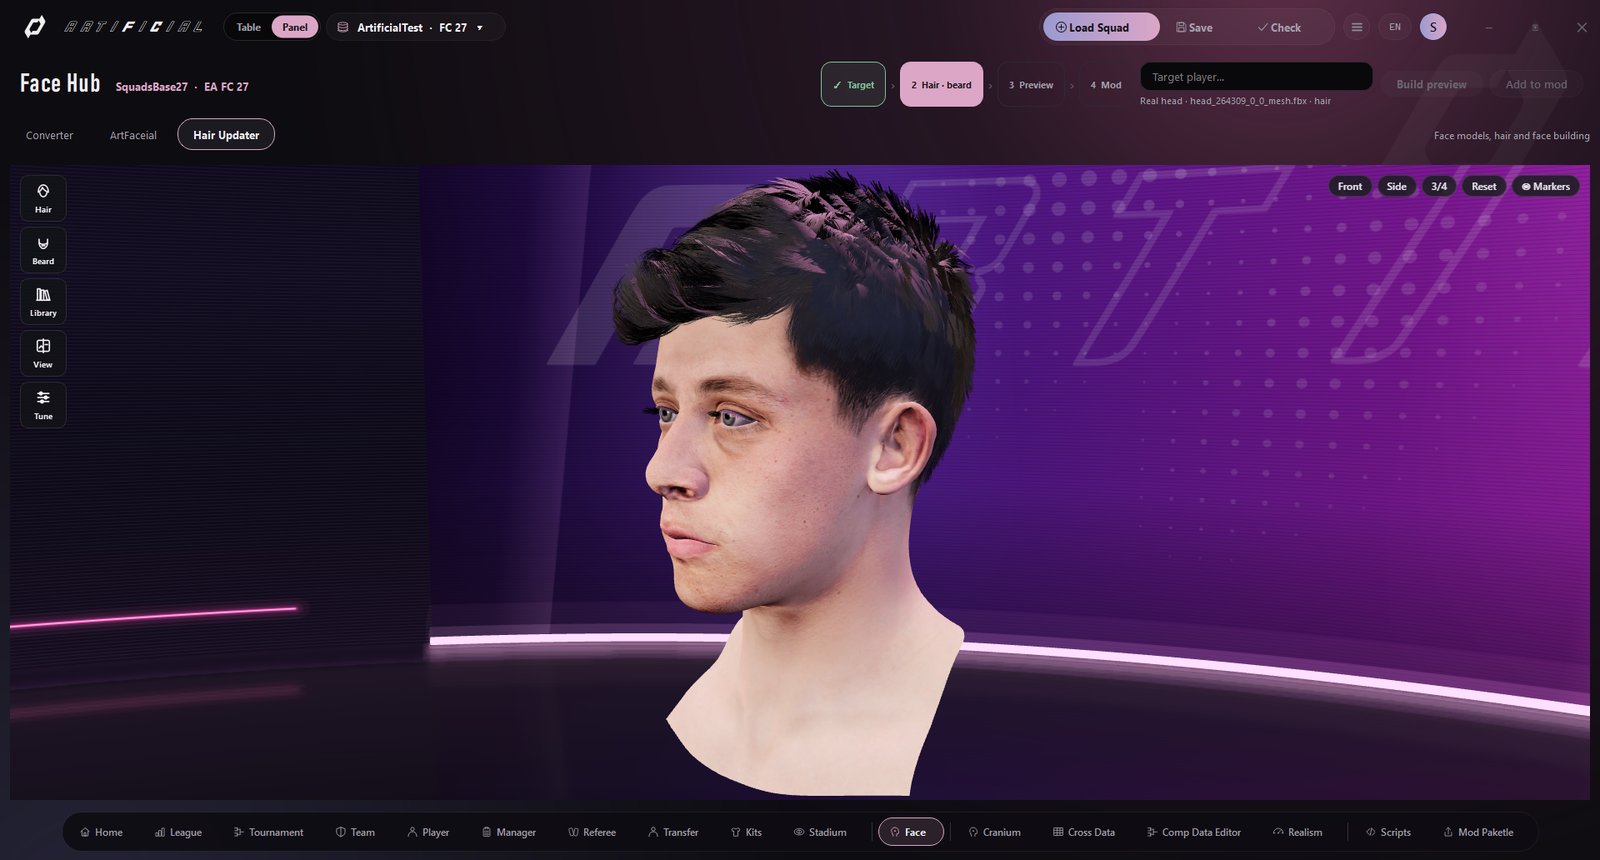 ARTIFICIAL
Table
Panel
ArtificialTest · FC 27
Load Squad
Save
Check
EN
S
Face Hub
SquadsBase27 · EA FC 27
✓ Target
2 Hair · beard
3 Preview
4 Mod
Target player...
Real head · head_264309_0_0_mesh.fbx · hair
Build preview
Add to mod
Converter
ArtFaceial
Hair Updater
Face models, hair and face building
Hair
Beard
Library
View
Tune
Front
Side
3/4
Reset
Markers
Home
League
Tournament
Team
Player
Manager
Referee
Transfer
Kits
Stadium
Face
Cranium
Cross Data
Comp Data Editor
Realism
Scripts
Mod Paketle